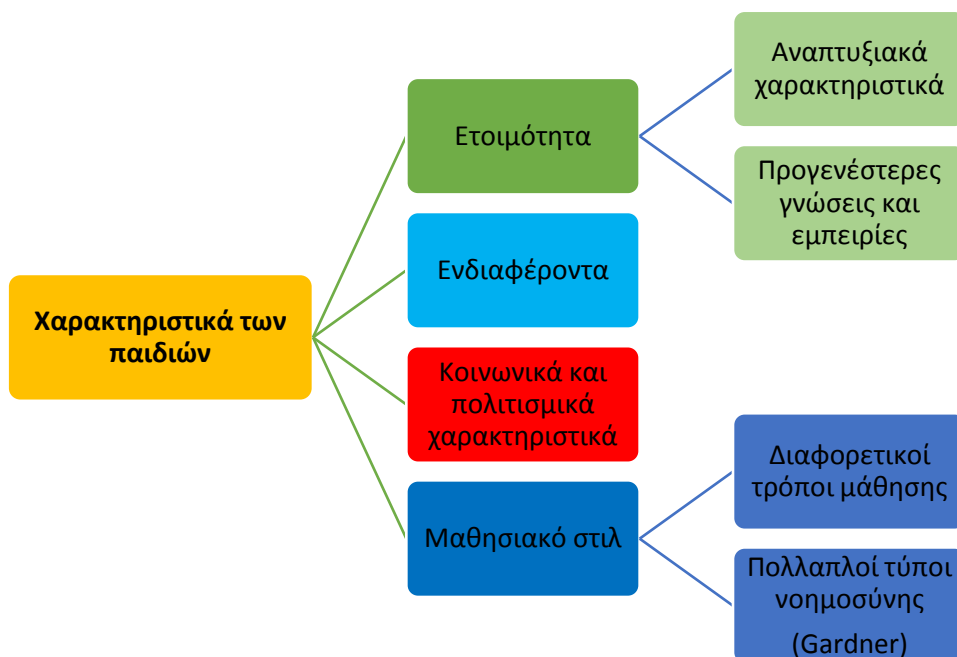 Χαρακτηριστικά των
παιδιών
Ετοιμότητα
Αναπτυξιακά
χαρακτηριστικά
Προγενέστερες
γνώσεις και
εμπειρίες
Ενδιαφέροντα
Κοινωνικά και
πολιτισμικά
χαρακτηριστικά
Μαθησιακό στιλ
Διαφορετικοί
τρόποι μάθησης
Πολλαπλοί τύποι
νοημοσύνης
(Gardner)